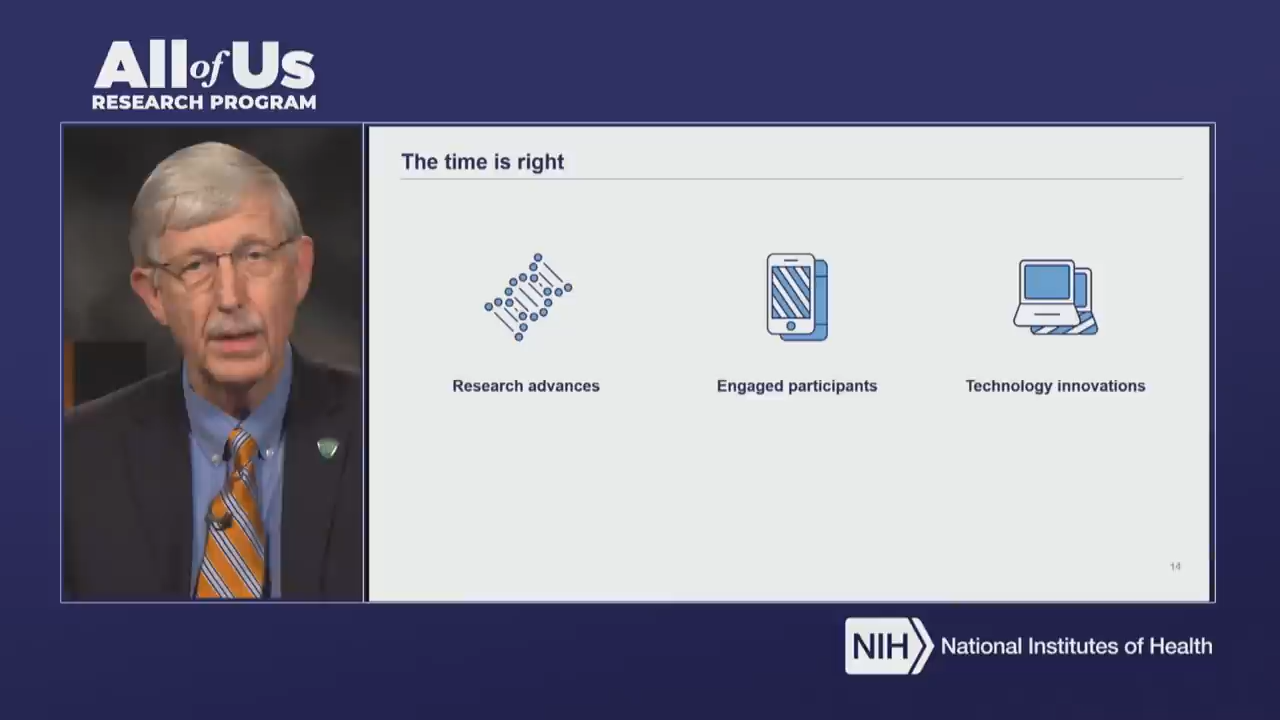 All of Us
RESEARCH PROGRAM
The time is right
Research advances
Engaged participants
Technology innovations
14
NIH
National Institutes of Health